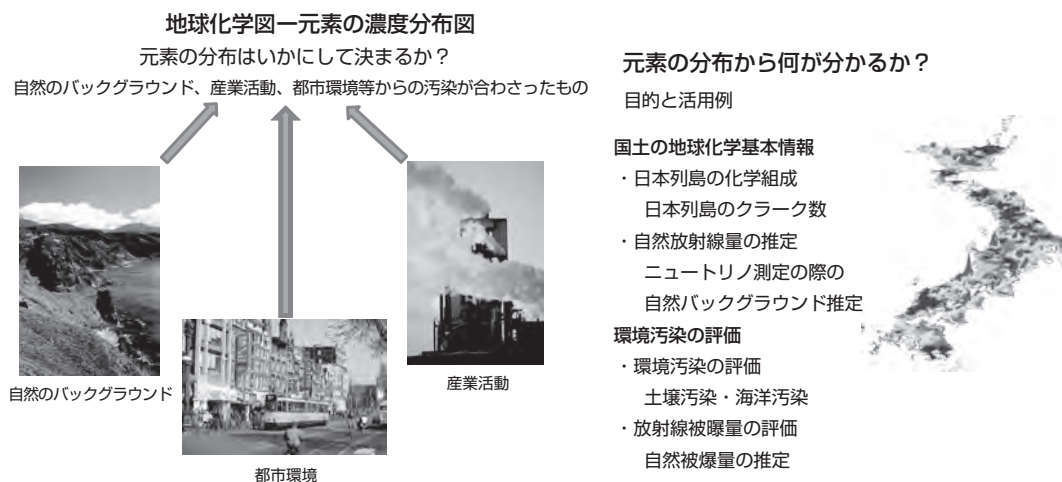 地球化学図ー元素の濃度分布図
元素の分布はいかにして決まるか？
自然のバックグラウンド、産業活動、都市環境等からの汚染が合わさったもの
自然のバックグラウンド
都市環境
産業活動
元素の分布から何が分かるか？
目的と活用例
国土の地球化学基本情報
・日本列島の化学組成
日本列島のクラーク数
・自然放射線量の推定
ニュートリノ測定の際の
自然バックグラウンド推定
環境汚染の評価
・環境汚染の評価
土壌汚染・海洋汚染
・放射線被曝量の評価
自然被爆量の推定